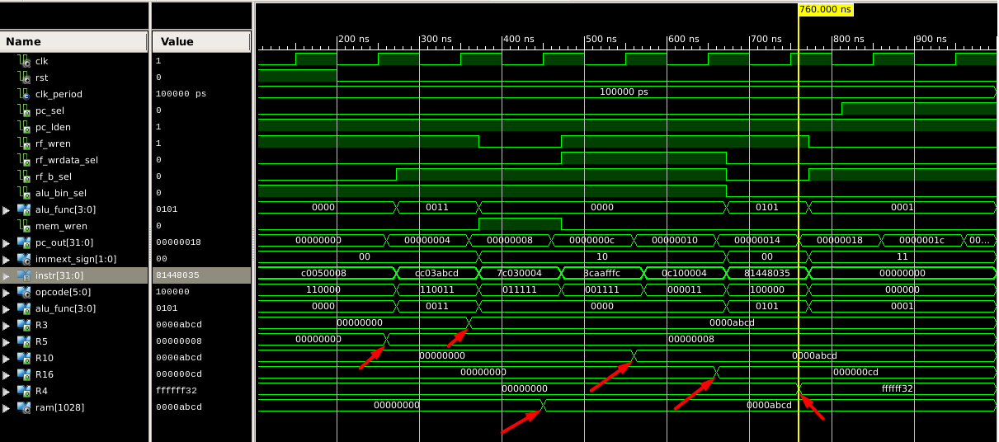 760.000 ns
Name Value 200 ns 300 ns 400 ns 500 ns 600 ns 700 ns 800 ns 900 ns
clk 1
rst 0
clk_period 100000 ps 100000 ps
pc_sel 0
pc_lden 1
rf_wren 1
rf_wrdata_sel 0
rf_b_sel 0
alu_bin_sel 0
alu_func[3:0] 0101 0000 0011 0000 0101 0001
mem_wren 0
pc_out[31:0] 00000018 00000000 00000004 00000008 0000000c 00000010 00000014 00000018 0000001c 00...
immext_sign[1:0] 00 00 10 00 11
instr[31:0] 81448035 c0050008 cc03abcd 7c030004 3caafffc 0c100004 81448035 00000000
opcode[5:0] 100000 110000 110011 011111 001111 000011 100000 000000
alu_func[3:0] 0101 0000 0011 0000 0101 0001
R3 0000abcd 00000000 0000abcd
R5 00000008 00000000 00000008
R10 0000abcd 00000000 0000abcd
R16 000000cd 00000000 000000cd
R4 ffffff32 00000000 ffffff32
ram[1028] 0000abcd 00000000 0000abcd